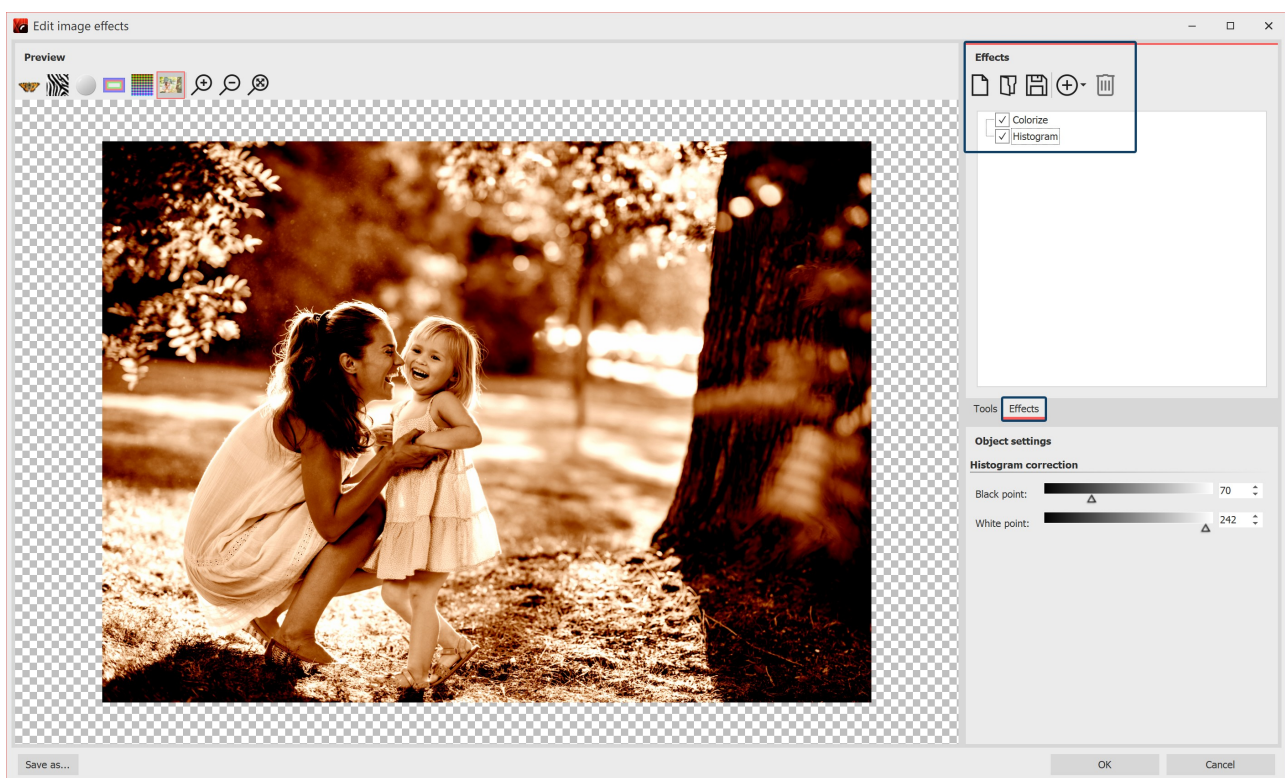 Edit image effects
Preview
Effects
Colorize
Histogram
Tools Effects
Object settings
Histogram correction
Black point: 70
White point: 242
Save as... OK Cancel